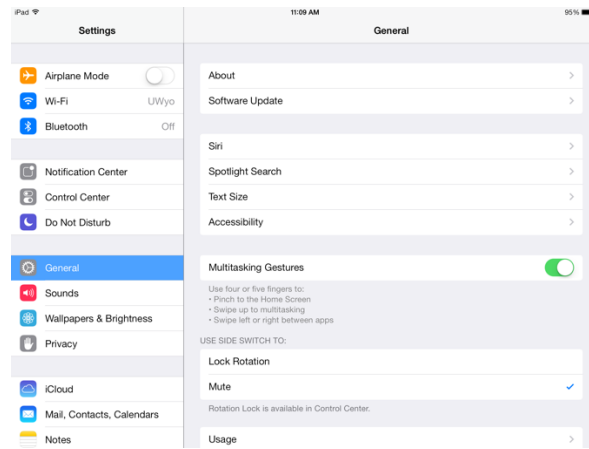 iPad 11:09 AM 95%
Settings
General
Airplane Mode
Wi-Fi UWyo
Bluetooth Off
Notification Center
Control Center
Do Not Disturb
General
Sounds
Wallpapers & Brightness
Privacy
iCloud
Mail, Contacts, Calendars
Notes
About
Software Update
Siri
Spotlight Search
Text Size
Accessibility
Multitasking Gestures
Use four or five fingers to:
• Pinch to the Home Screen
• Swipe up to multitasking
• Swipe left or right between apps
USE SIDE SWITCH TO:
Lock Rotation
Mute
Rotation Lock is available in Control Center.
Usage